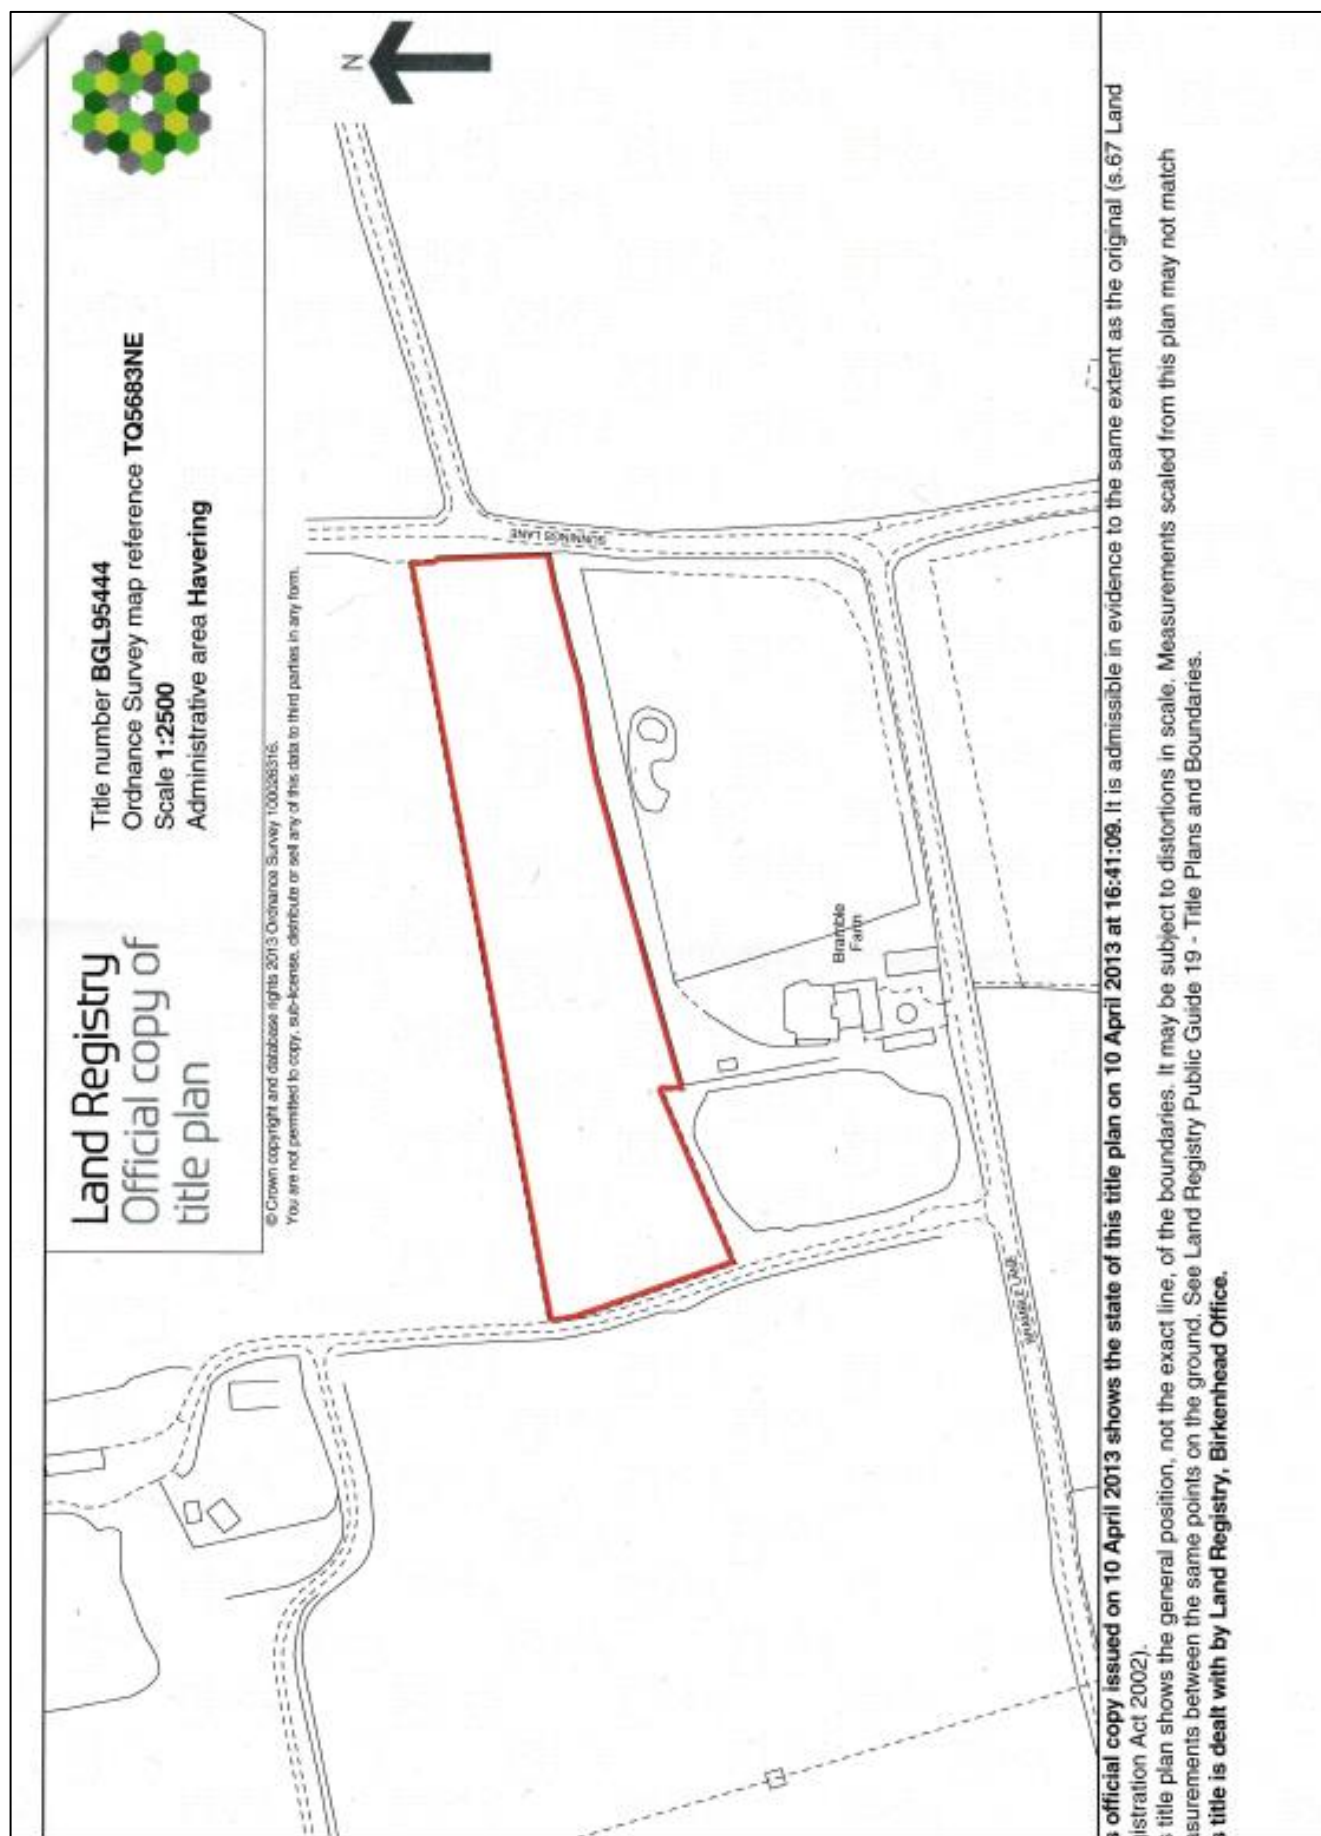 Land Registry
Official copy of
title plan
Title number BGL95444
Ordnance Survey map reference TQ5683NE
Scale 1:2500
Administrative area Havering
N
© Crown copyright and database rights 2013 Ordnance Survey 100026316.
You are not permitted to copy, sub-license, distribute or sell any of this data to third parties in any form.
SUNNINGS LANE
Bramble
Farm
BRAMBLE LANE
s official copy issued on 10 April 2013 shows the state of this title plan on 10 April 2013 at 16:41:09. It is admissible in evidence to the same extent as the original (s.67 Land
gistration Act 2002).
s title plan shows the general position, not the exact line, of the boundaries. It may be subject to distortions in scale. Measurements scaled from this plan may not match
asurements between the same points on the ground. See Land Registry Public Guide 19 - Title Plans and Boundaries.
s title is dealt with by Land Registry, Birkenhead Office.